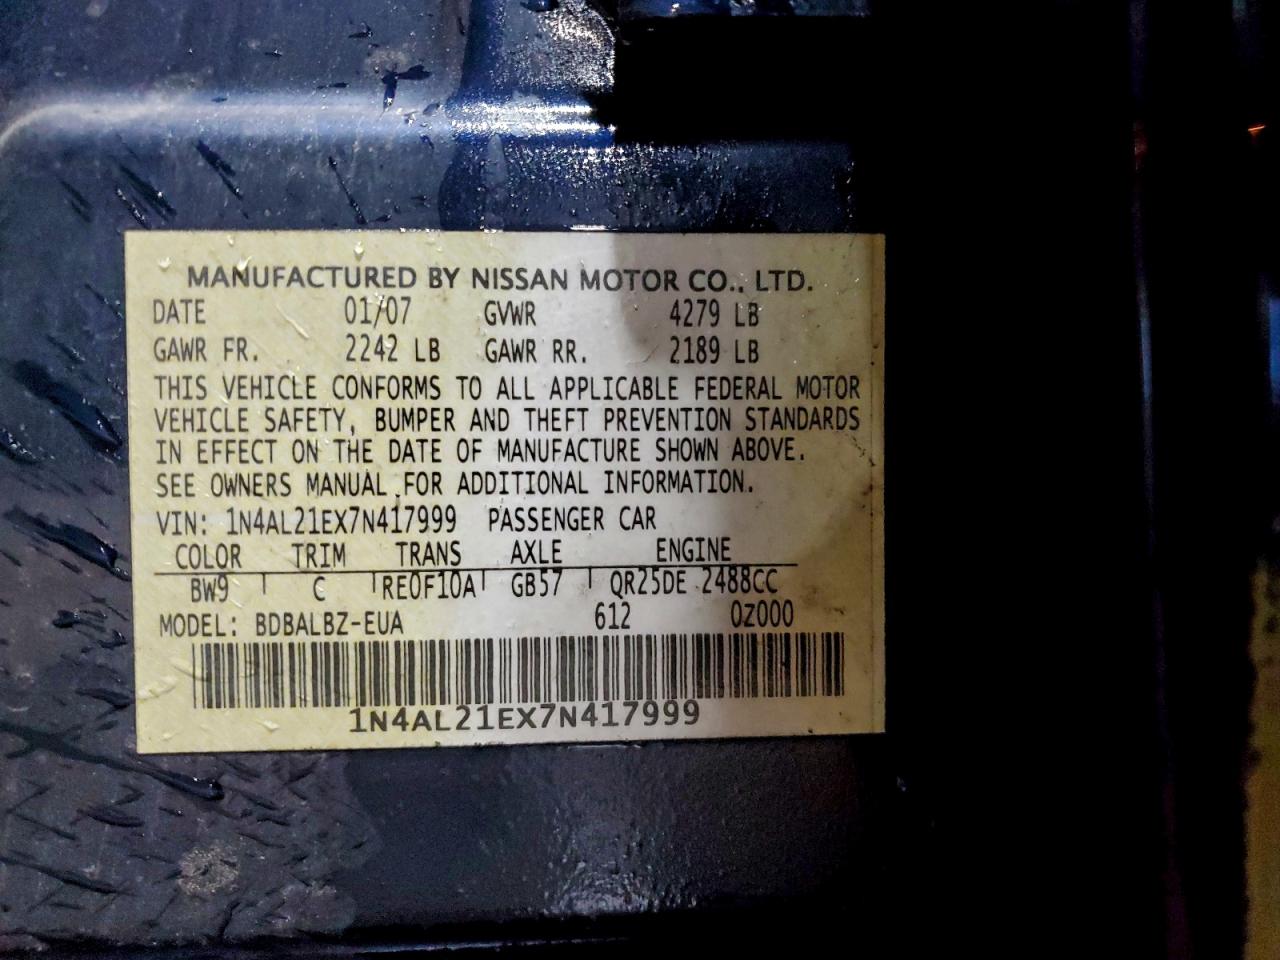 MANUFACTURED BY NISSAN MOTOR CO., LTD.
DATE 01/07 GVWR 4279 LB
GAWR FR. 2242 LB GAWR RR. 2189 LB
THIS VEHICLE CONFORMS TO ALL APPLICABLE FEDERAL MOTOR
VEHICLE SAFETY, BUMPER AND THEFT PREVENTION STANDARDS
IN EFFECT ON THE DATE OF MANUFACTURE SHOWN ABOVE.
SEE OWNERS MANUAL FOR ADDITIONAL INFORMATION.
VIN: 1N4AL21EX7N417999 PASSENGER CAR
COLOR TRIM TRANS AXLE ENGINE
BW9 C RE0F10A GB57 QR25DE 2488CC
MODEL: BDBALBZ-EUA 612 0Z000
1N4AL21EX7N417999